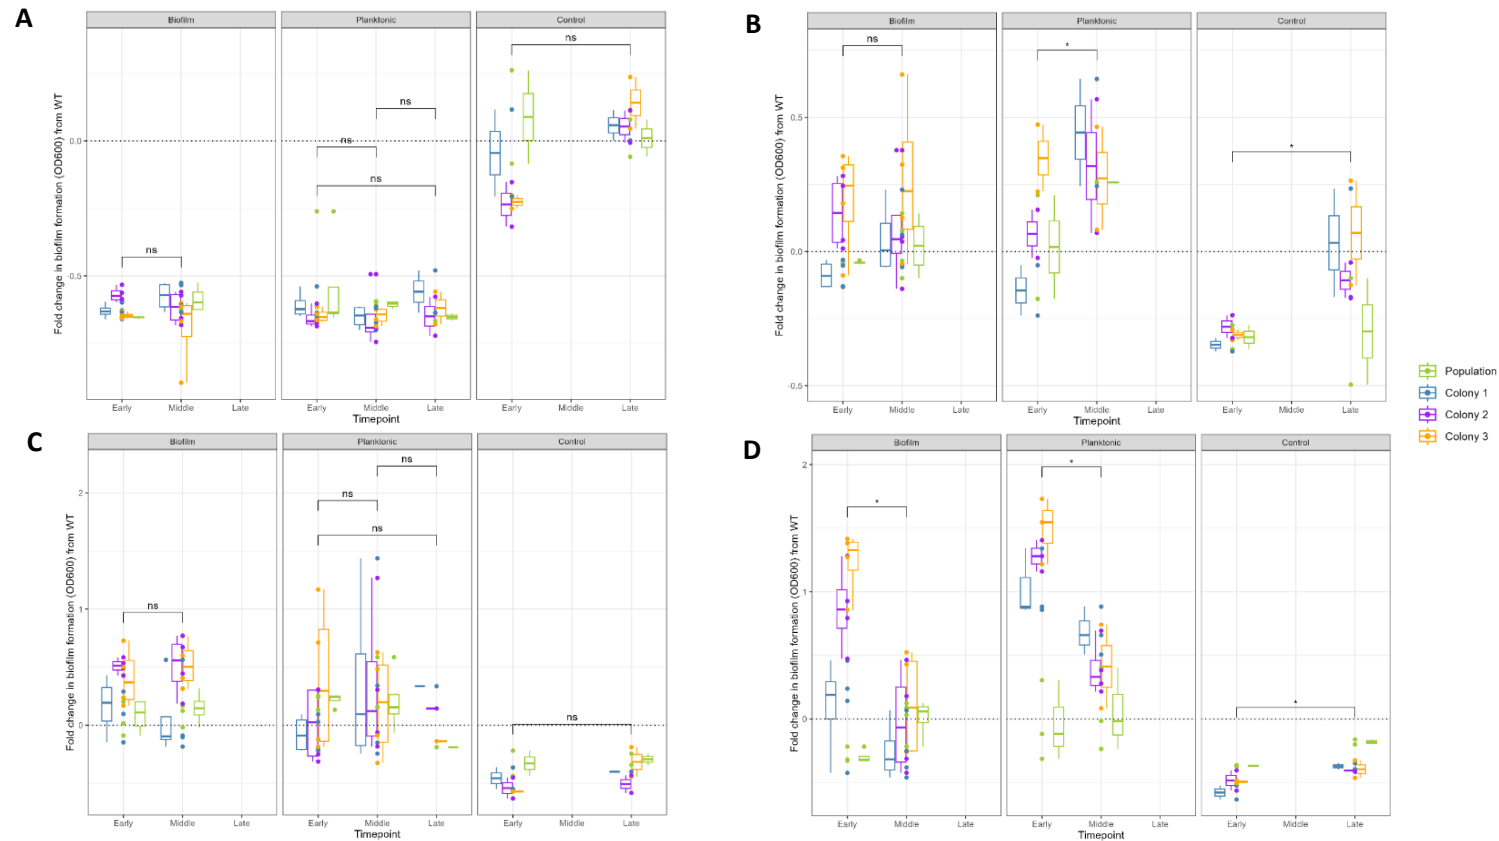 A
Biofilm Planktonic Control
ns
ns
ns
ns
ns
0.0
-0.5
Fold change in biofilm formation (OD600) from WT
Early Middle Late Early Middle Late Early Middle Late
Timepoint
B
Biofilm Planktonic Control
ns
*
*
0.5
0.0
-0.5
Fold change in biofilm formation (OD600) from WT
Early Middle Late Early Middle Late Early Middle Late
Timepoint
Population
Colony 1
Colony 2
Colony 3
C
Biofilm Planktonic Control
ns
ns
ns
ns
ns
2
1
0
Fold change in biofilm formation (OD600) from WT
Early Middle Late Early Middle Late Early Middle Late
Timepoint
D
Biofilm Planktonic Control
*
*
*
2
1
0
Fold change in biofilm formation (OD600) from WT
Early Middle Late Early Middle Late Early Middle Late
Timepoint